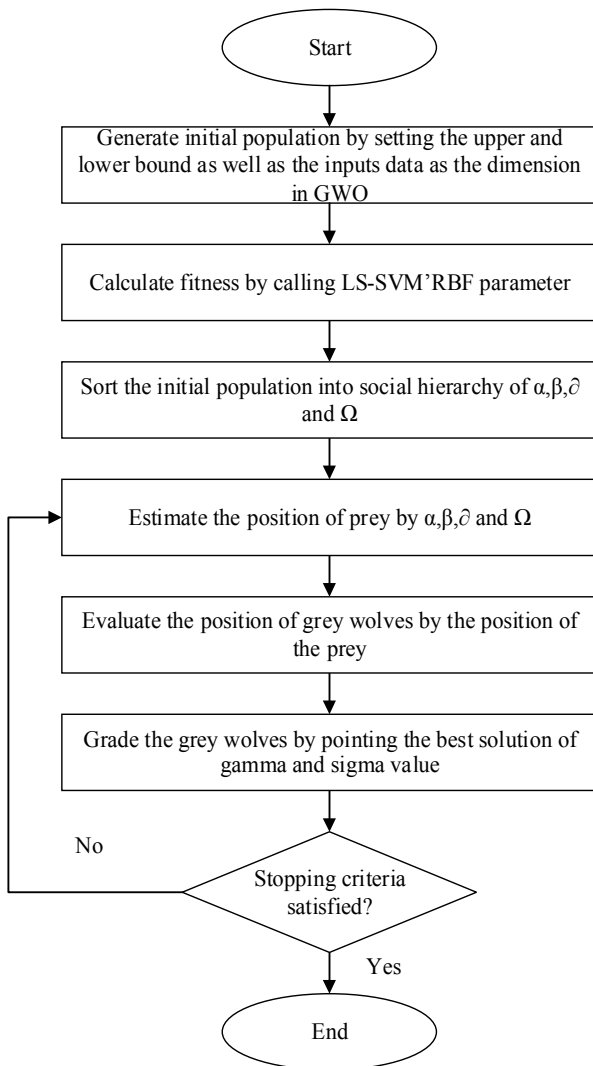 Start
Generate initial population by setting the upper and
lower bound as well as the inputs data as the dimension
in GWO
Calculate fitness by calling LS-SVM’RBF parameter
Sort the initial population into social hierarchy of α,β,∂
and Ω
Estimate the position of prey by α,β,∂ and Ω
Evaluate the position of grey wolves by the position of
the prey
Grade the grey wolves by pointing the best solution of
gamma and sigma value
No
Stopping criteria
satisfied?
Yes
End